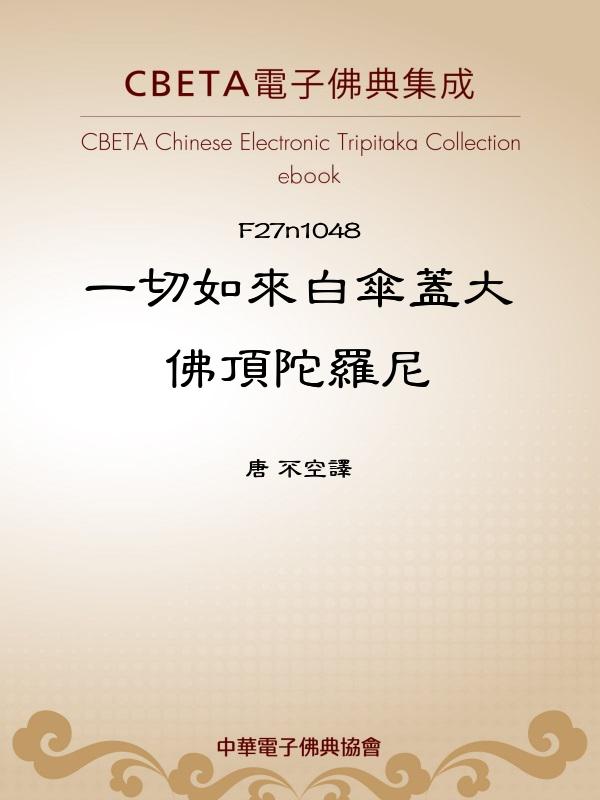 CBETA電子佛典集成
CBETA Chinese Electronic Tripitaka Collection
ebook
F27n1048
一切如來白傘蓋大
佛頂陀羅尼
唐 不空譯
中華電子佛典協會